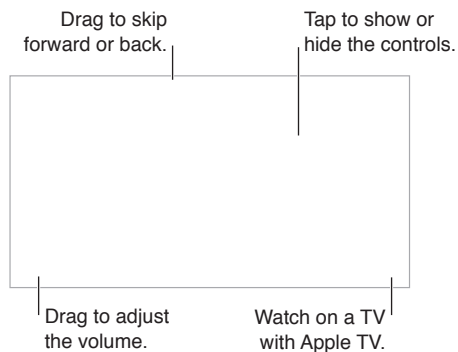 Drag to skip
forward or back.
Tap to show or
hide the controls.
Drag to adjust
the volume.
Watch on a TV
with Apple TV.